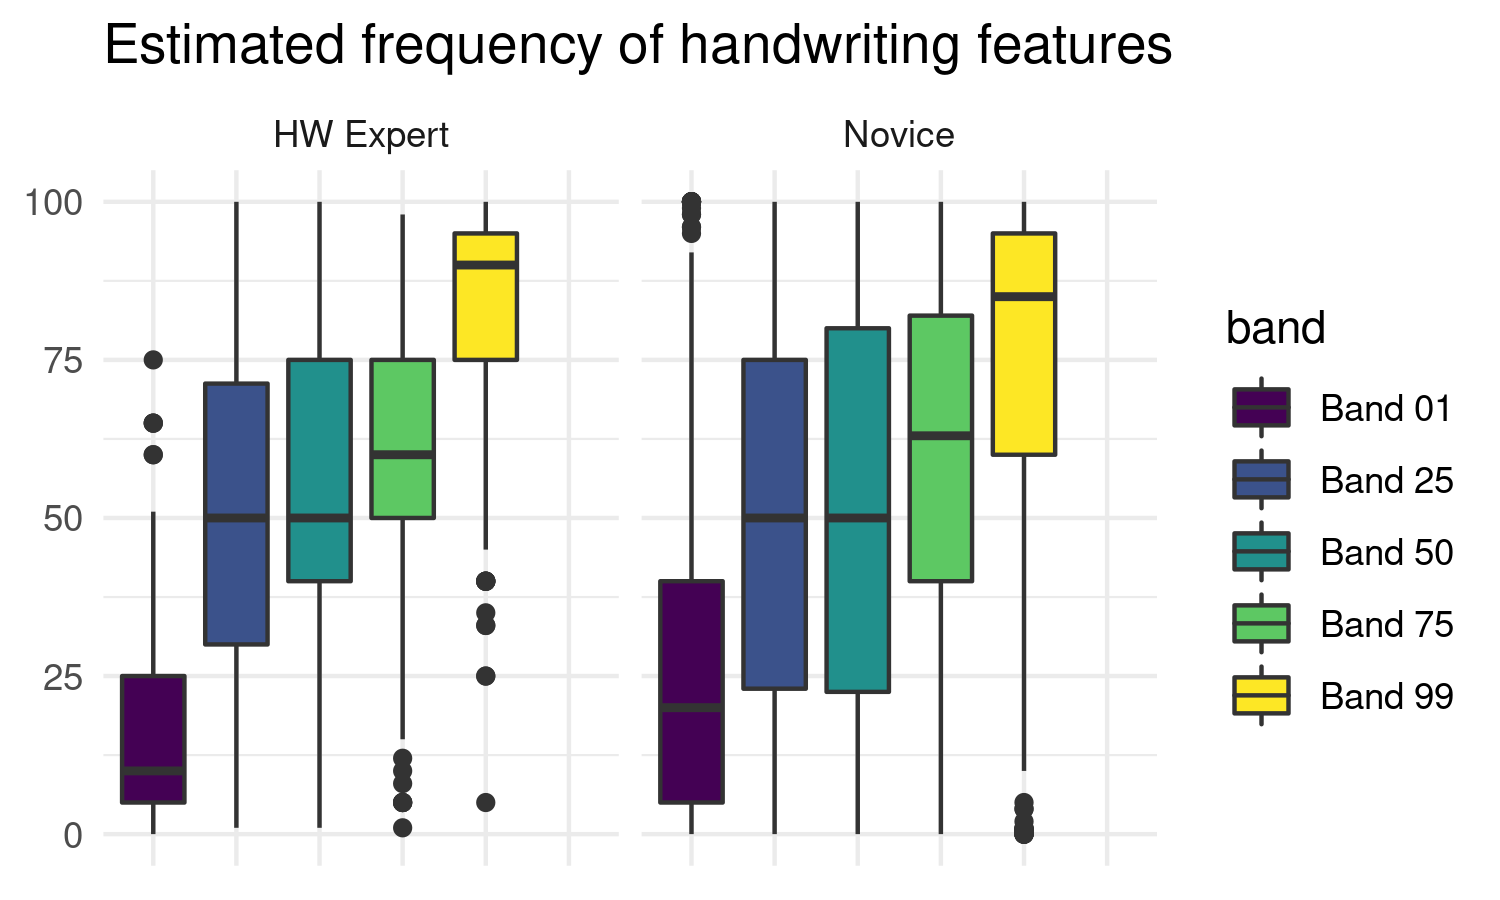 Estimated frequency of handwriting features
HW Expert
Novice
100
75
50
25
0
band
Band 01
Band 25
Band 50
Band 75
Band 99